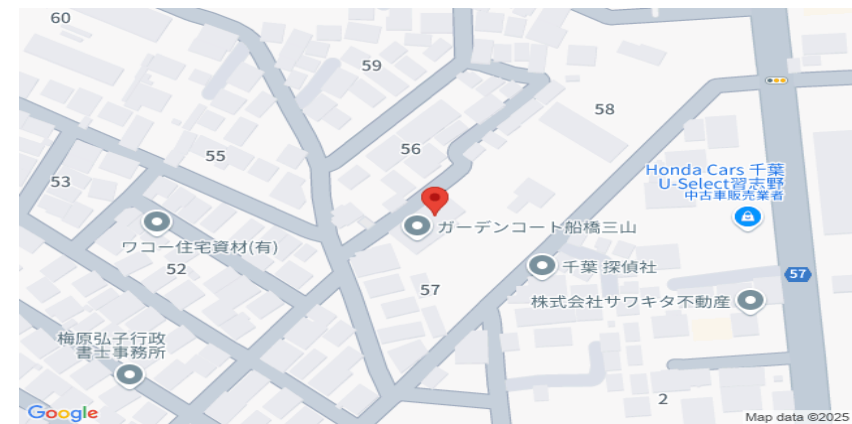 60
59
58
56
55
53
Honda Cars 千葉
U-Select習志野
中古車販売業者
ガーデンコート船橋三山
ワコー住宅資材(有)
52
千葉 探偵社
57
57
株式会社サワキタ不動産
梅原弘子行政
書士事務所
2
Google
Map data ©2025